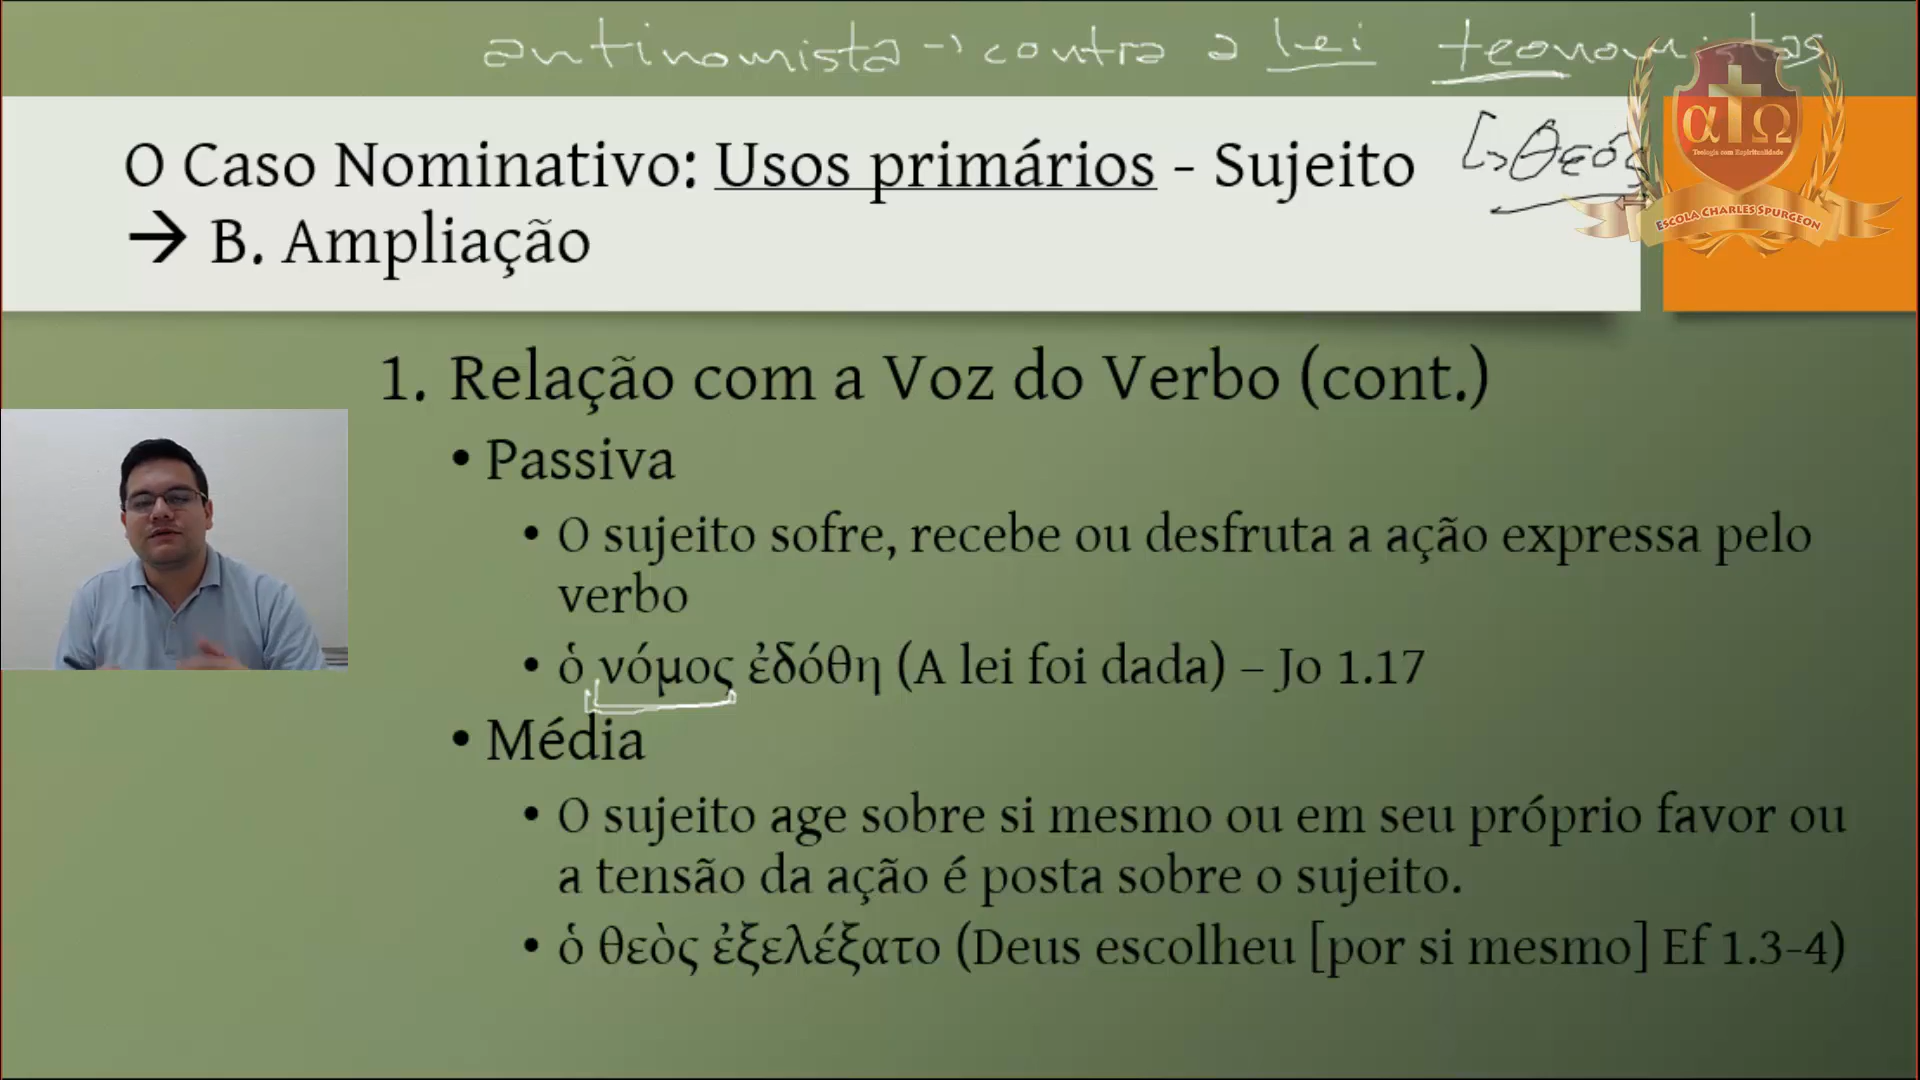 antinomista → contra a lei teonomistas
↳ θεός
α Ω
Teologia com Espiritualidade
ESCOLA CHARLES SPURGEON
O Caso Nominativo: Usos primários - Sujeito
→ B. Ampliação
1. Relação com a Voz do Verbo (cont.)
• Passiva
• O sujeito sofre, recebe ou desfruta a ação expressa pelo
verbo
• ὁ νόμος ἐδόθη (A lei foi dada) – Jo 1.17
• Média
• O sujeito age sobre si mesmo ou em seu próprio favor ou
a tensão da ação é posta sobre o sujeito.
• ὁ θεὸς ἐξελέξατο (Deus escolheu [por si mesmo] Ef 1.3-4)